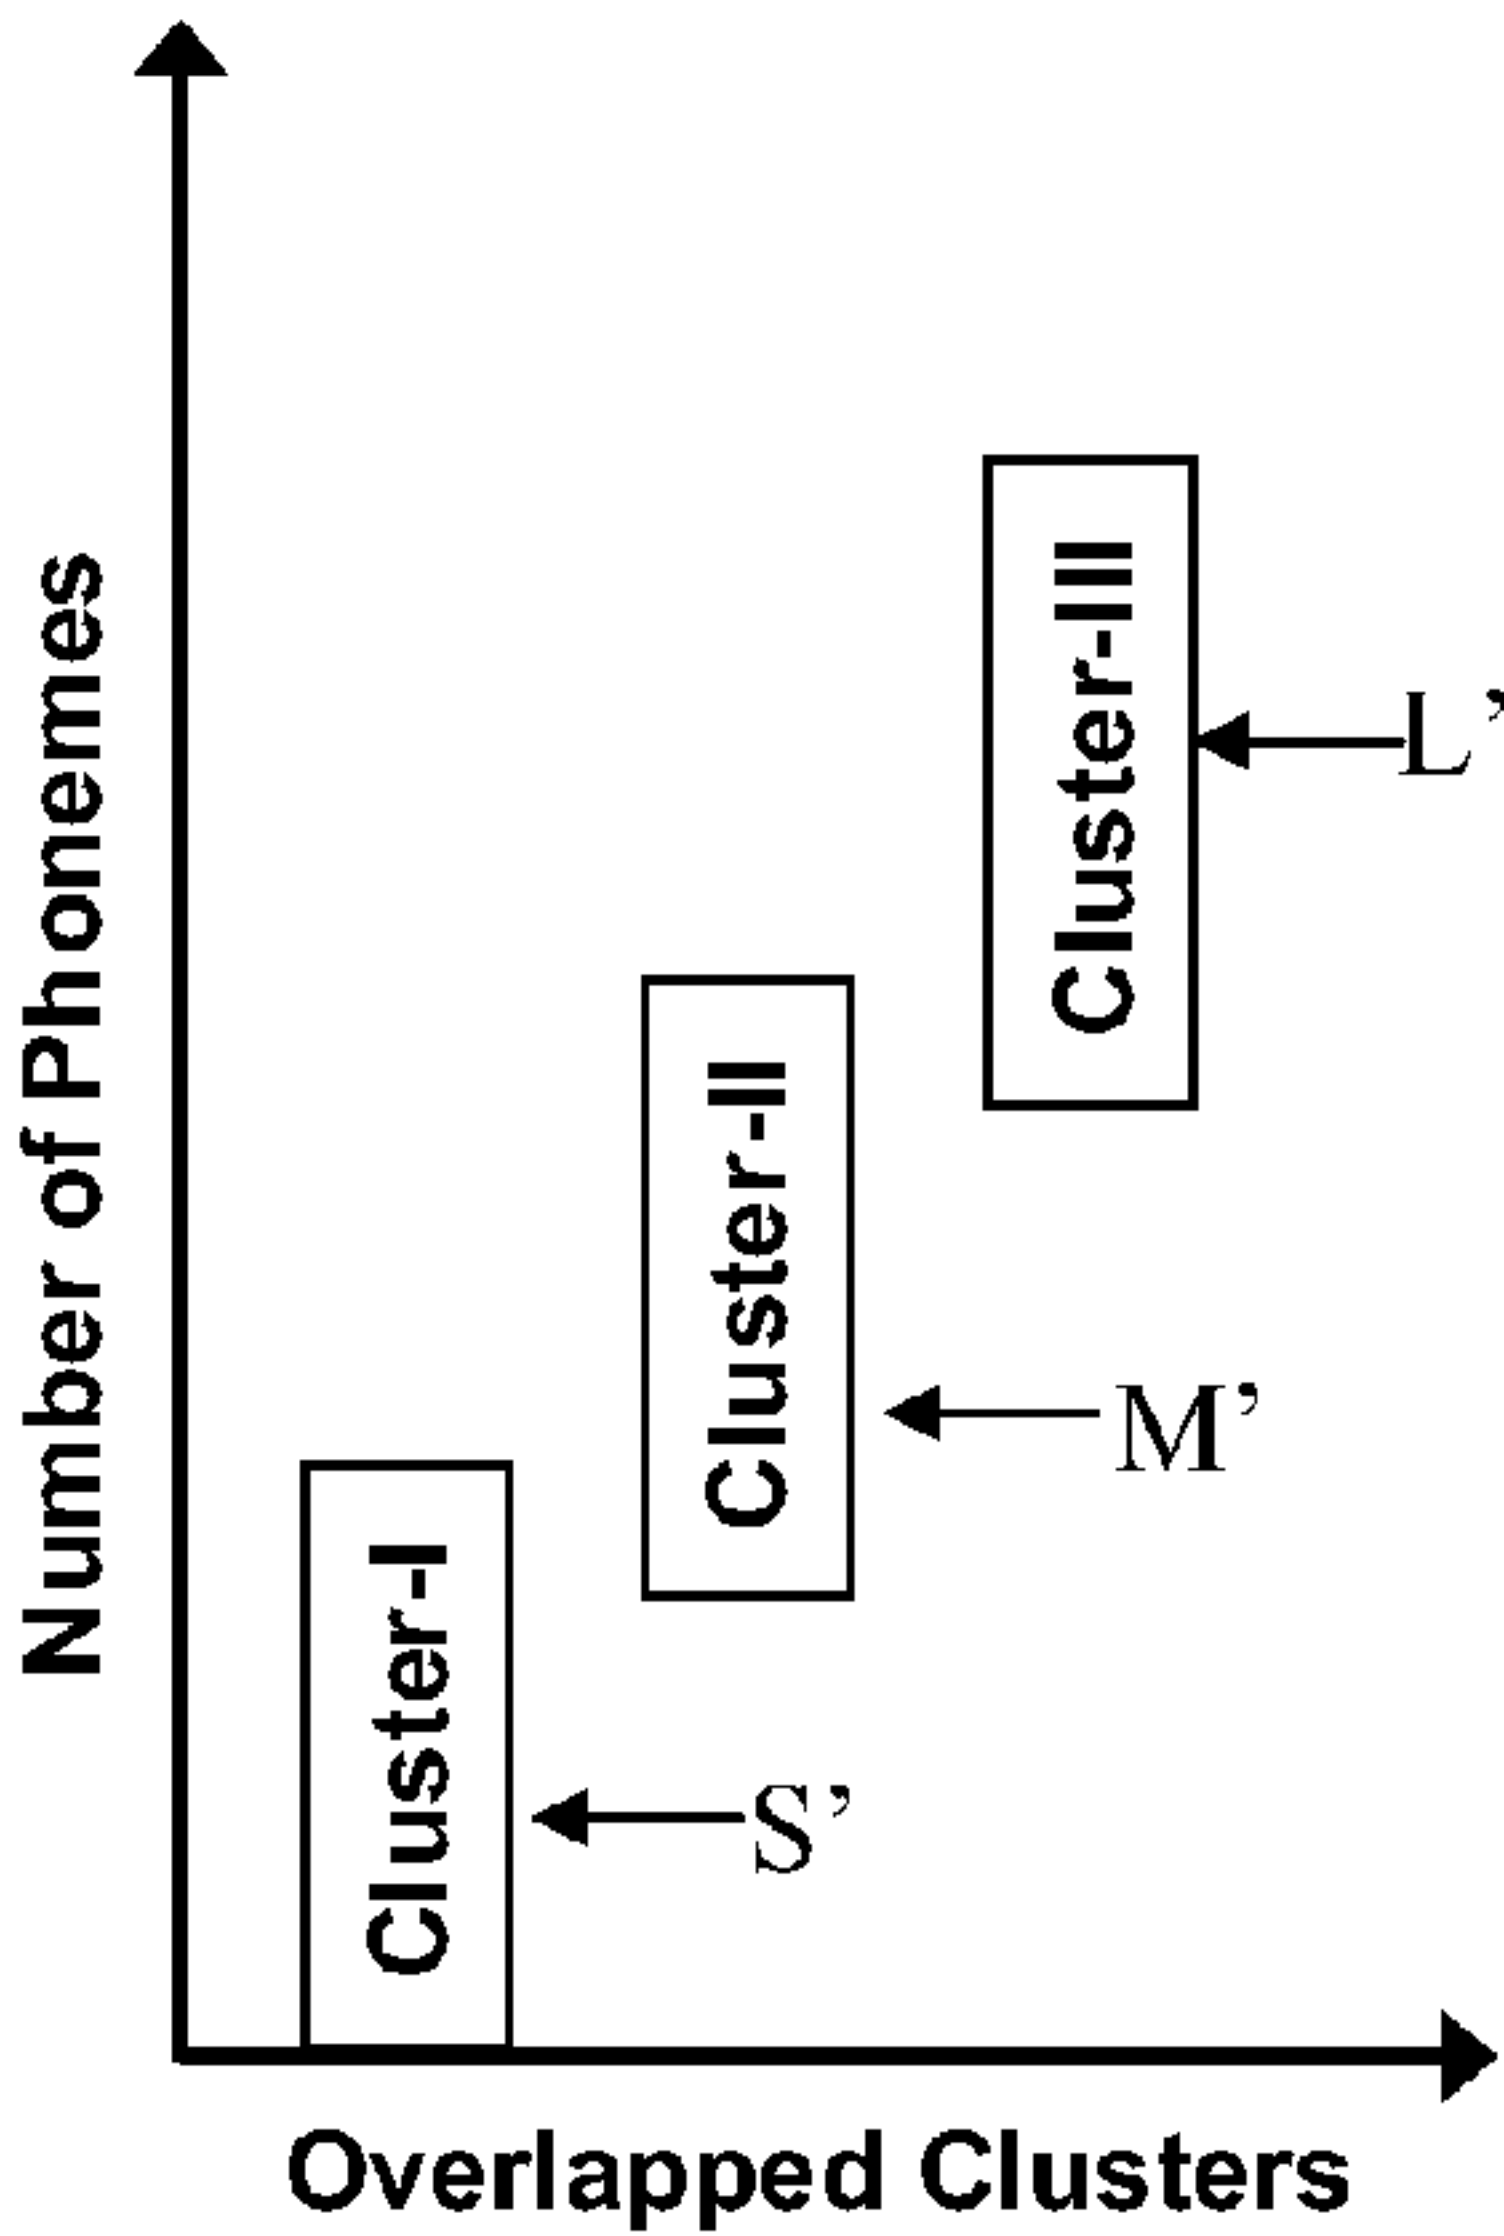 Number of Phonemes
Cluster-III
L’
Cluster-II
M’
Cluster-I
S’
Overlapped Clusters